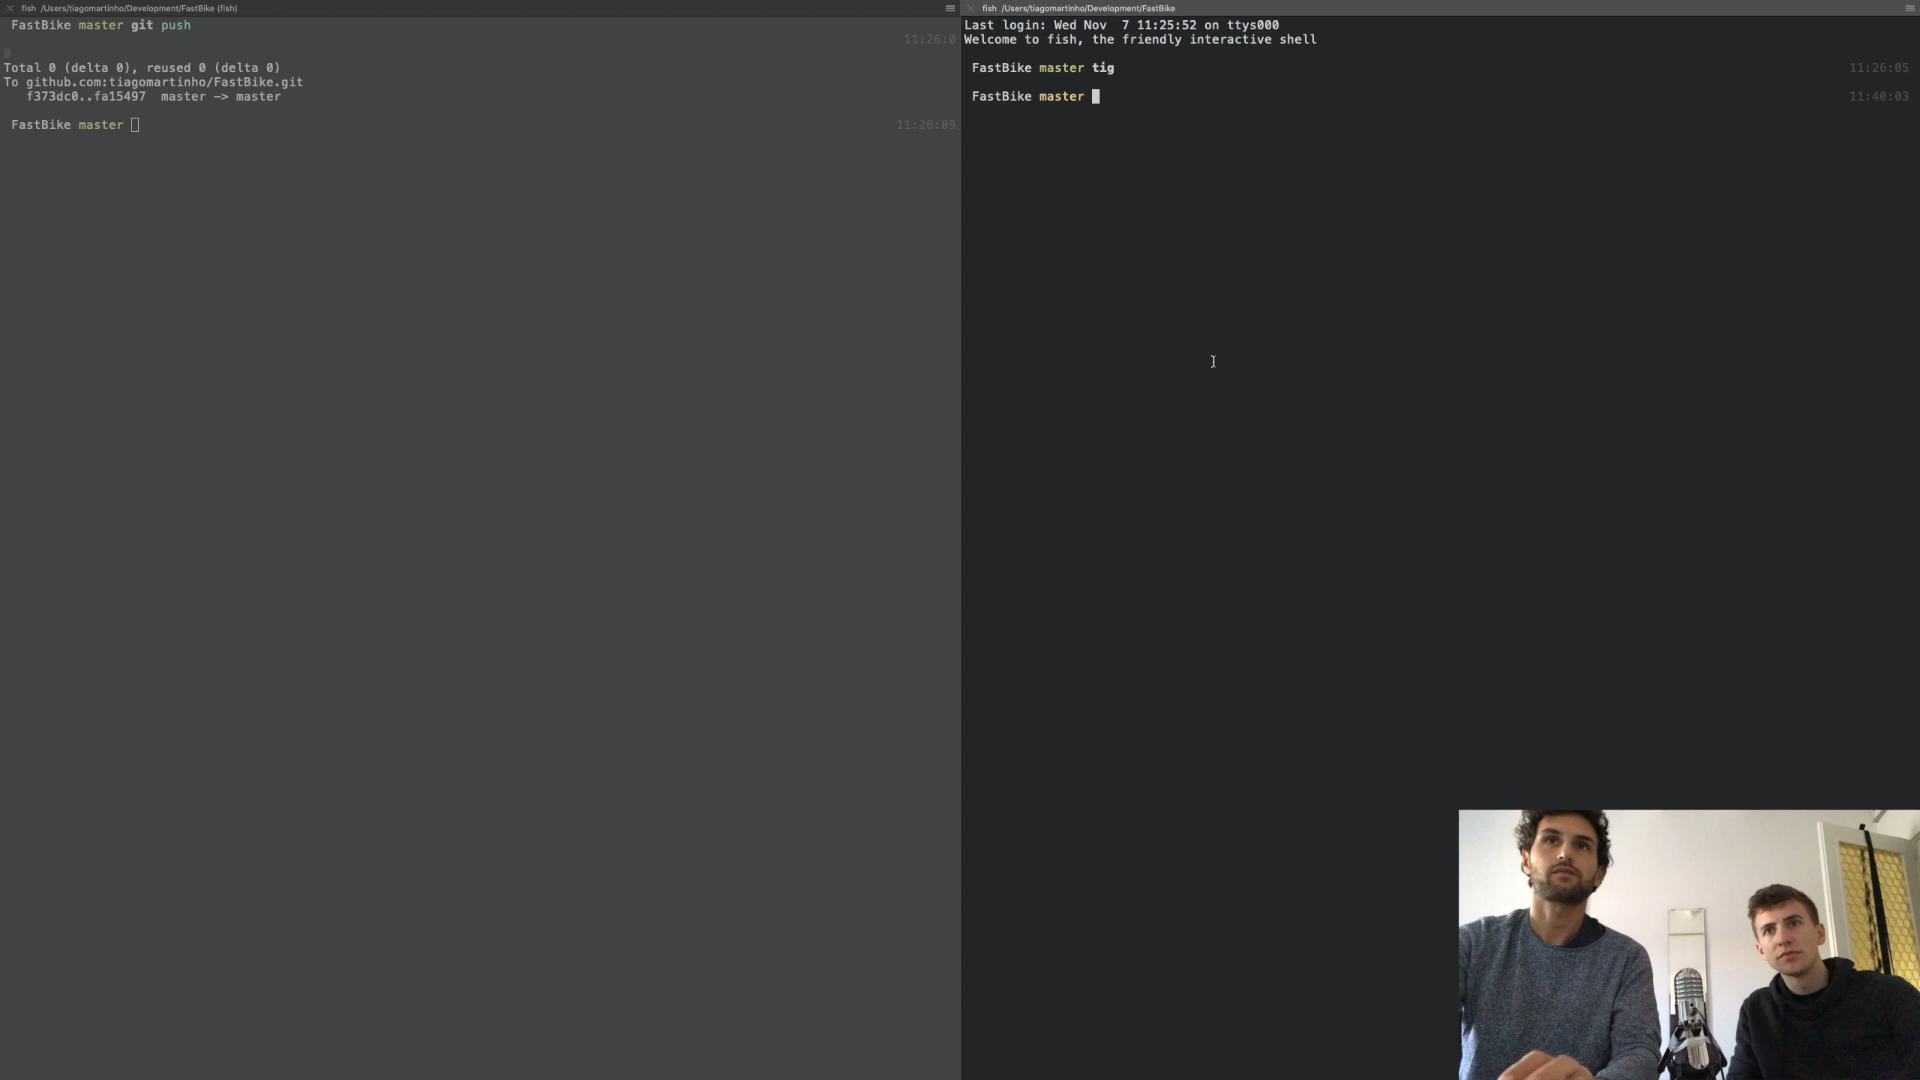 fish /Users/tiagomartinho/Development/FastBike (fish)
FastBike master git push
11:26:0
0
Total 0 (delta 0), reused 0 (delta 0)
To github.com:tiagomartinho/FastBike.git
f373dc0..fa15497 master -> master
FastBike master
11:26:09
fish /Users/tiagomartinho/Development/FastBike
Last login: Wed Nov 7 11:25:52 on ttys000
Welcome to fish, the friendly interactive shell
FastBike master tig
11:26:05
FastBike master
11:40:03